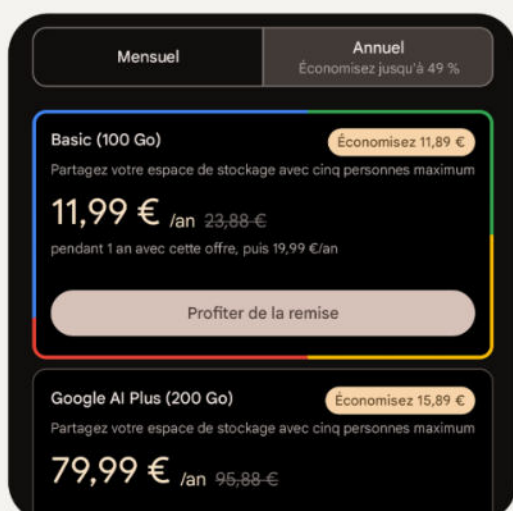 Mensuel
Annuel
Économisez jusqu'à 49 %
Basic (100 Go)
Économisez 11,89 €
Partagez votre espace de stockage avec cinq personnes maximum
11,99 € /an 23,88 €
pendant 1 an avec cette offre, puis 19,99 €/an
Profiter de la remise
Google AI Plus (200 Go)
Économisez 15,89 €
Partagez votre espace de stockage avec cinq personnes maximum
79,99 € /an 95,88 €